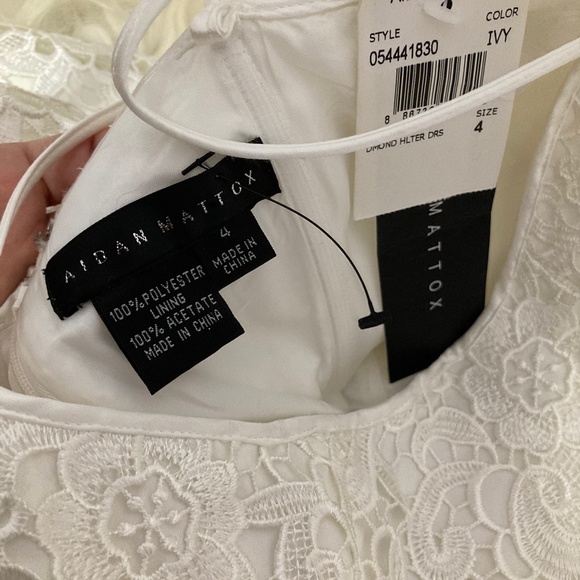 STYLE
054441830
COLOR
IVY
DMOND HLTER DRS
SIZE
4
AIDAN MATTOX
4
MADE IN
CHINA
100% POLYESTER
LINING
100% ACETATE
MADE IN CHINA
MATTOX